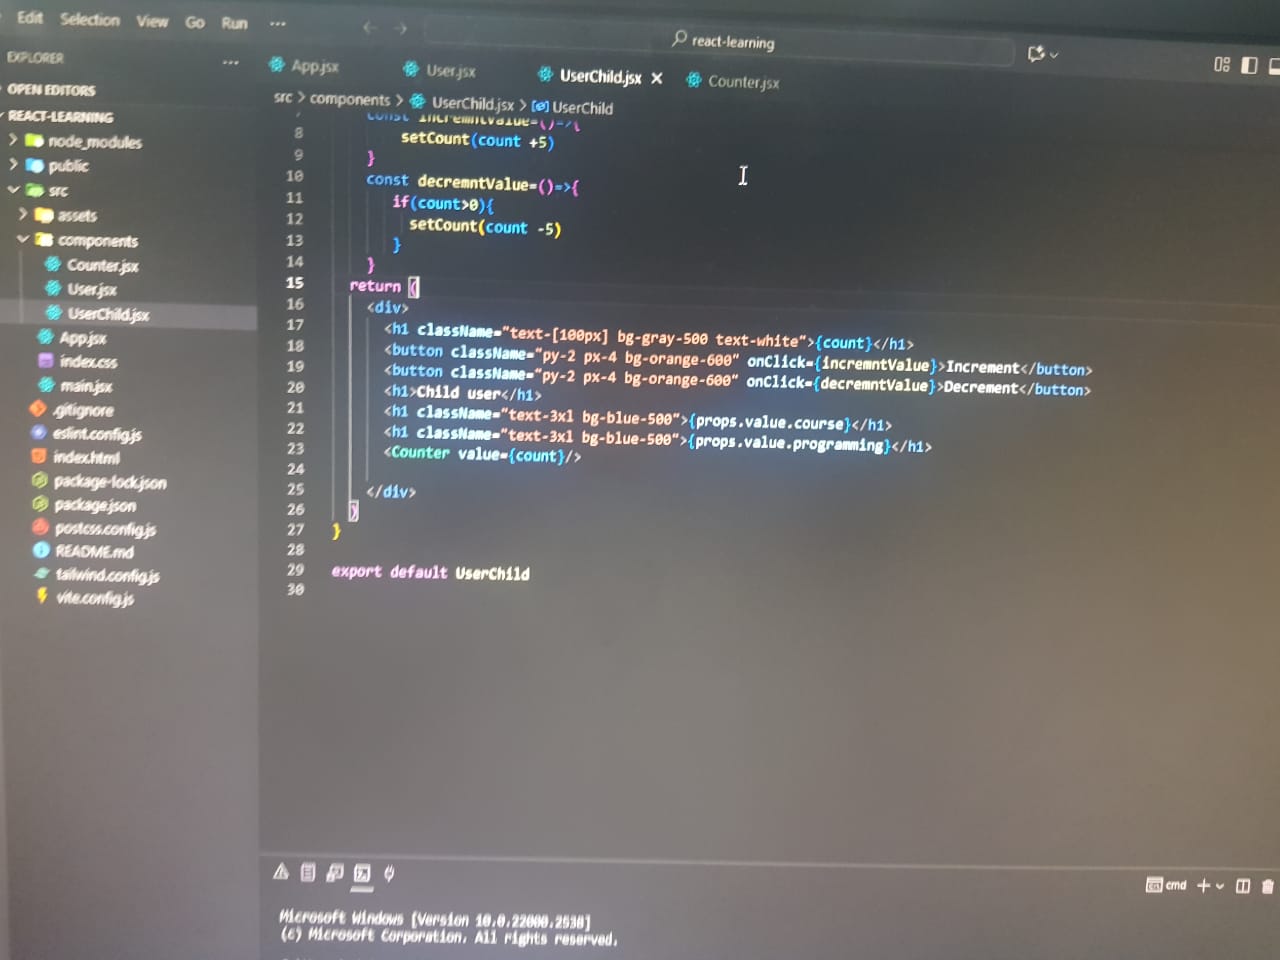 Edit Selection View Go Run ...
react-learning
EXPLORER ...
OPEN EDITORS
REACT-LEARNING
node_modules
public
src
assets
components
Counter.jsx
User.jsx
UserChild.jsx
App.jsx
index.css
main.jsx
.gitignore
eslint.config.js
index.html
package-lock.json
package.json
postcss.config.js
README.md
tailwind.config.js
vite.config.js
App.jsx User.jsx UserChild.jsx Counter.jsx
src > components > UserChild.jsx > UserChild
const incremntValue=()=>{
8 setCount(count +5)
9 }
10 const decremntValue=()=>{
11 if(count>0){
12 setCount(count -5)
13 }
14 }
15 return (
16 <div>
17 <h1 className="text-[100px] bg-gray-500 text-white">{count}</h1>
18 <button className="py-2 px-4 bg-orange-600" onClick={incremntValue}>Increment</button>
19 <button className="py-2 px-4 bg-orange-600" onClick={decremntValue}>Decrement</button>
20 <h1>Child user</h1>
21 <h1 className="text-3xl bg-blue-500">{props.value.course}</h1>
22 <h1 className="text-3xl bg-blue-500">{props.value.programming}</h1>
23 <Counter value={count}/>
24
25 </div>
26 )
27 }
28
29 export default UserChild
30
cmd
Microsoft Windows [Version 10.0.22000.2538]
(c) Microsoft Corporation. All rights reserved.